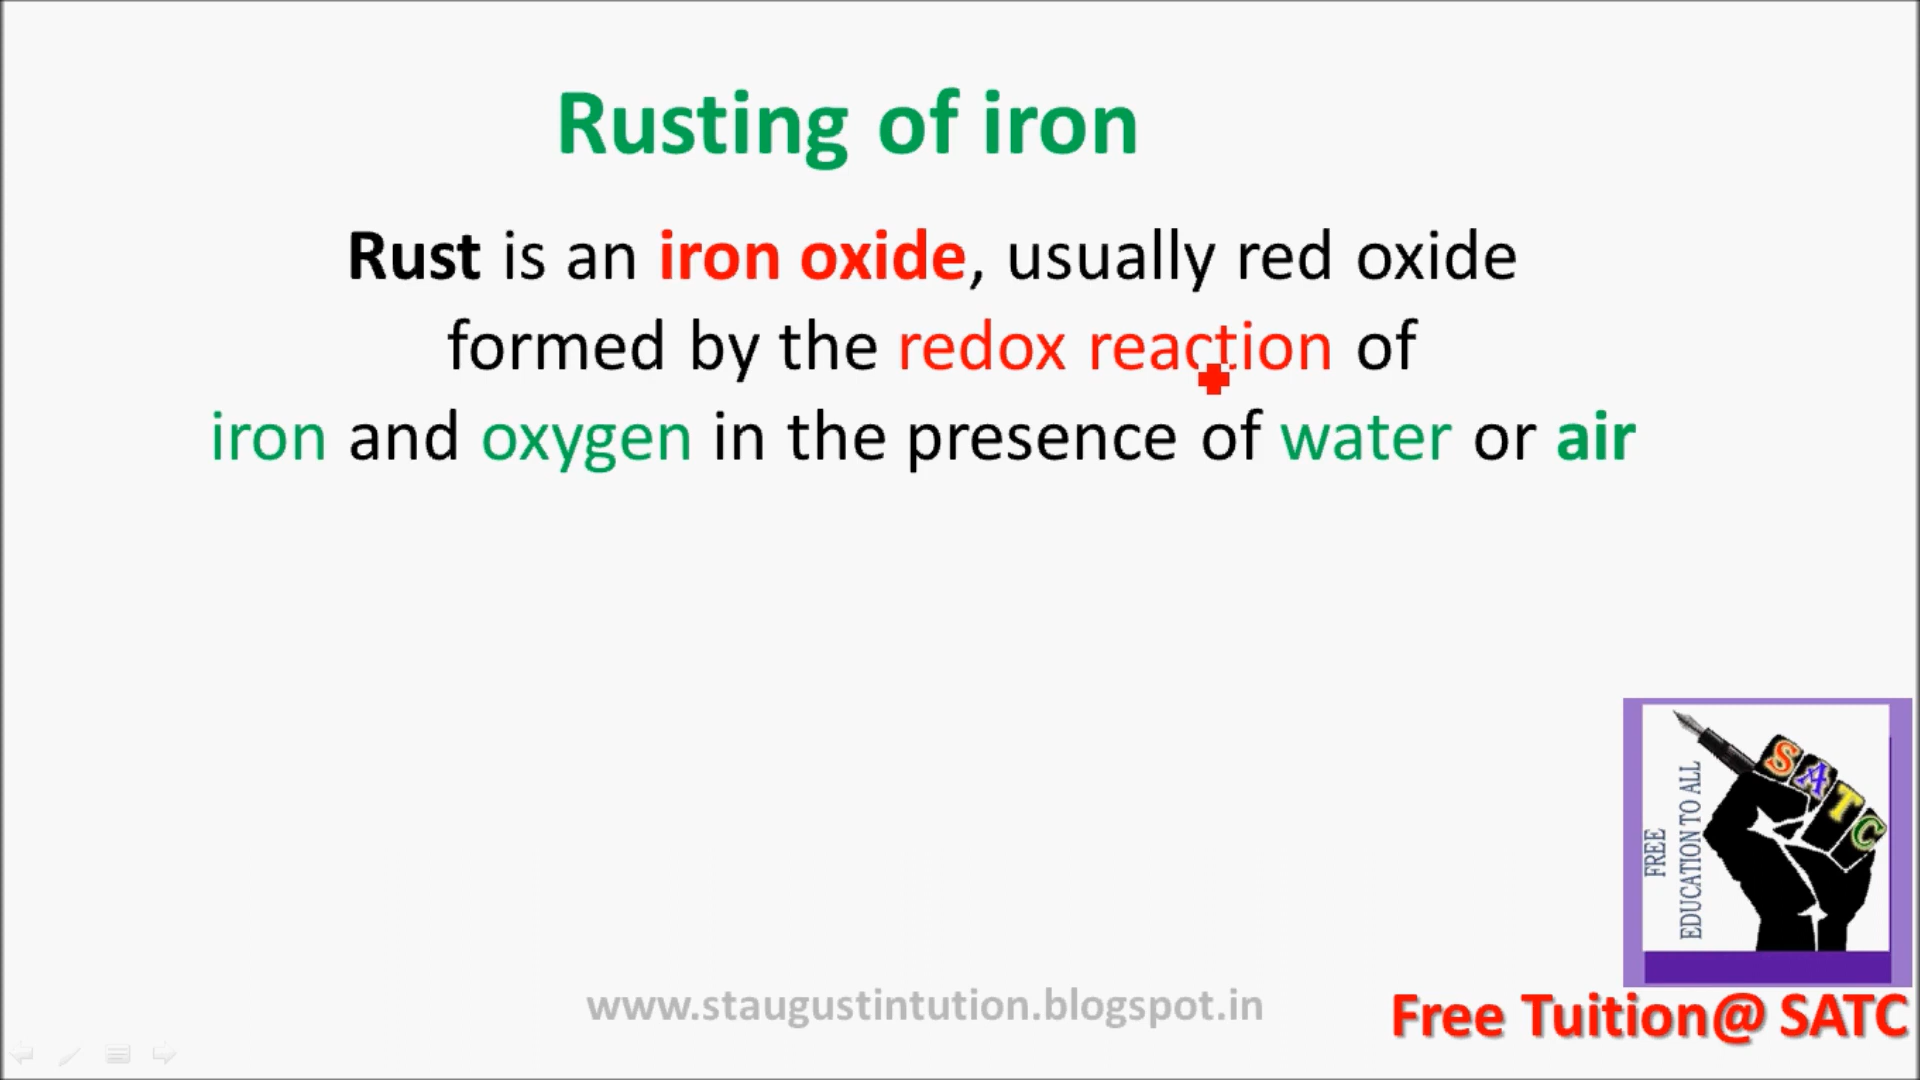 Rusting of iron
Rust is an iron oxide, usually red oxide
formed by the redox reaction of
iron and oxygen in the presence of water or air
FREE
EDUCATION TO ALL
SATC
www.staugustintution.blogspot.in
Free Tuition@ SATC